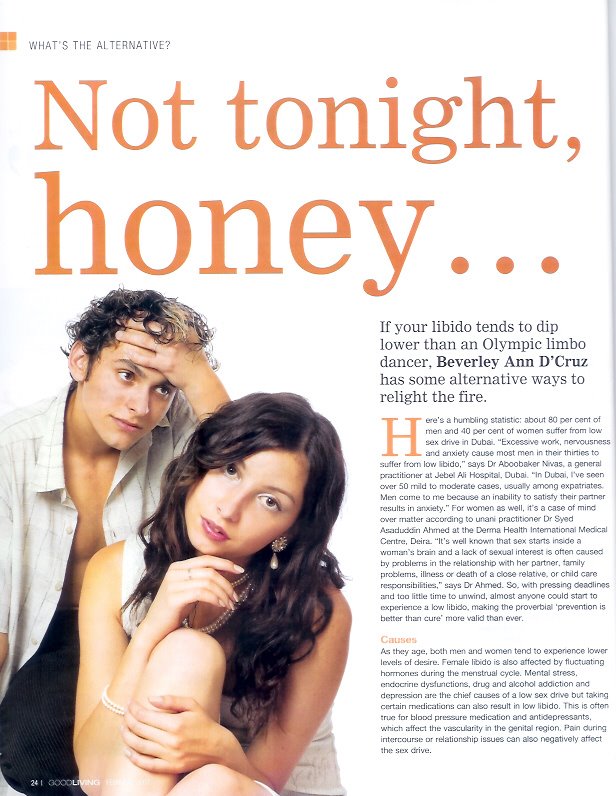 WHAT'S THE ALTERNATIVE?
Not tonight,
honey...
If your libido tends to dip
lower than an Olympic limbo
dancer, Beverley Ann D'Cruz
has some alternative ways to
relight the fire.
Here's a humbling statistic: about 80 per cent of
men and 40 per cent of women suffer from low
sex drive in Dubai. "Excessive work, nervousness
and anxiety cause most men in their thirties to
suffer from low libido," says Dr Aboobaker Nivas, a general
practitioner at Jebel Ali Hospital, Dubai. "In Dubai, I've seen
over 50 mild to moderate cases, usually among expatriates.
Men come to me because an inability to satisfy their partner
results in anxiety." For women as well, it's a case of mind
over matter according to unani practitioner Dr Syed
Asaduddin Ahmed at the Derma Health International Medical
Centre, Deira. "It's well known that sex starts inside a
woman's brain and a lack of sexual interest is often caused
by problems in the relationship with her partner, family
problems, illness or death of a close relative, or child care
responsibilities," says Dr Ahmed. So, with pressing deadlines
and too little time to unwind, almost anyone could start to
experience a low libido, making the proverbial 'prevention is
better than cure' more valid than ever.
Causes
As they age, both men and women tend to experience lower
levels of desire. Female libido is also affected by fluctuating
hormones during the menstrual cycle. Mental stress,
endocrine dysfunctions, drug and alcohol addiction and
depression are the chief causes of a low sex drive but taking
certain medications can also result in low libido. This is often
true for blood pressure medication and antidepressants,
which affect the vascularity in the genital region. Pain during
intercourse or relationship issues can also negatively affect
the sex drive.
24 | GOODLIVING